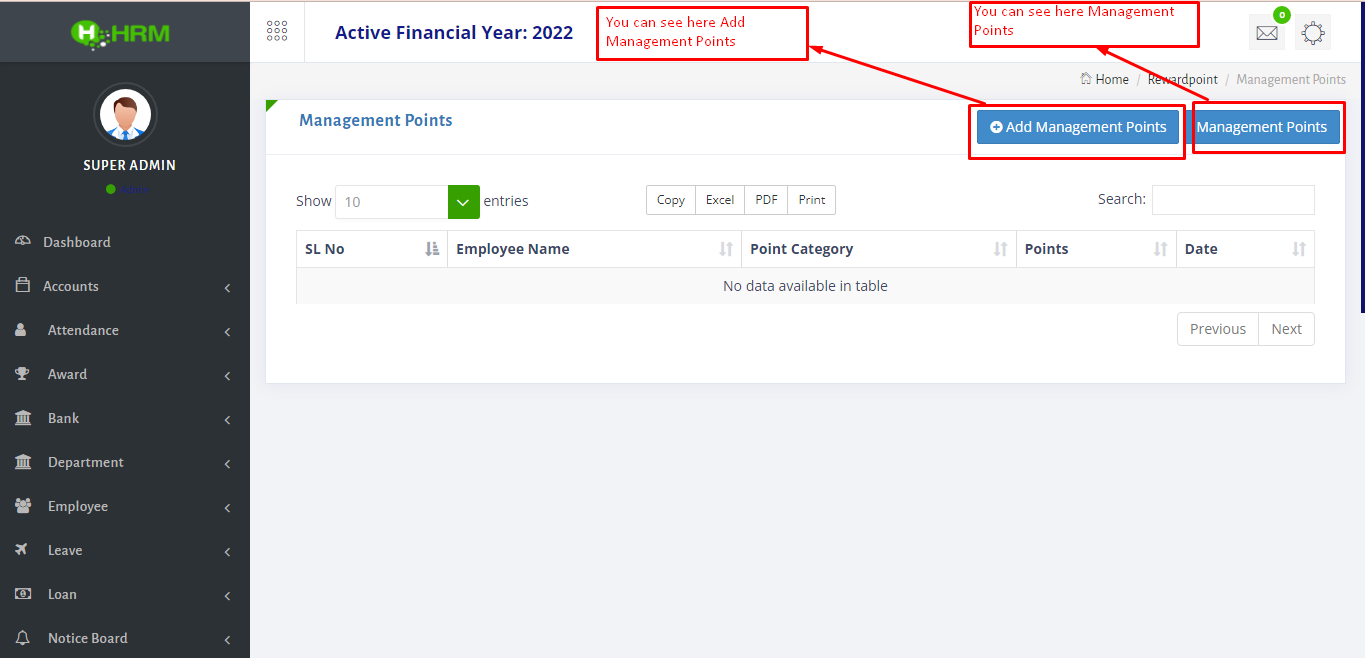 HRM
Active Financial Year: 2022
You can see here Add
Management Points
You can see here Management
Points
0
Home / Rewardpoint / Management Points
SUPER ADMIN
Management Points
Add Management Points
Management Points
Show 10 entries
Copy Excel PDF Print
Search:
SL No Employee Name Point Category Points Date
No data available in table
Previous Next
Dashboard
Accounts
Attendance
Award
Bank
Department
Employee
Leave
Loan
Notice Board